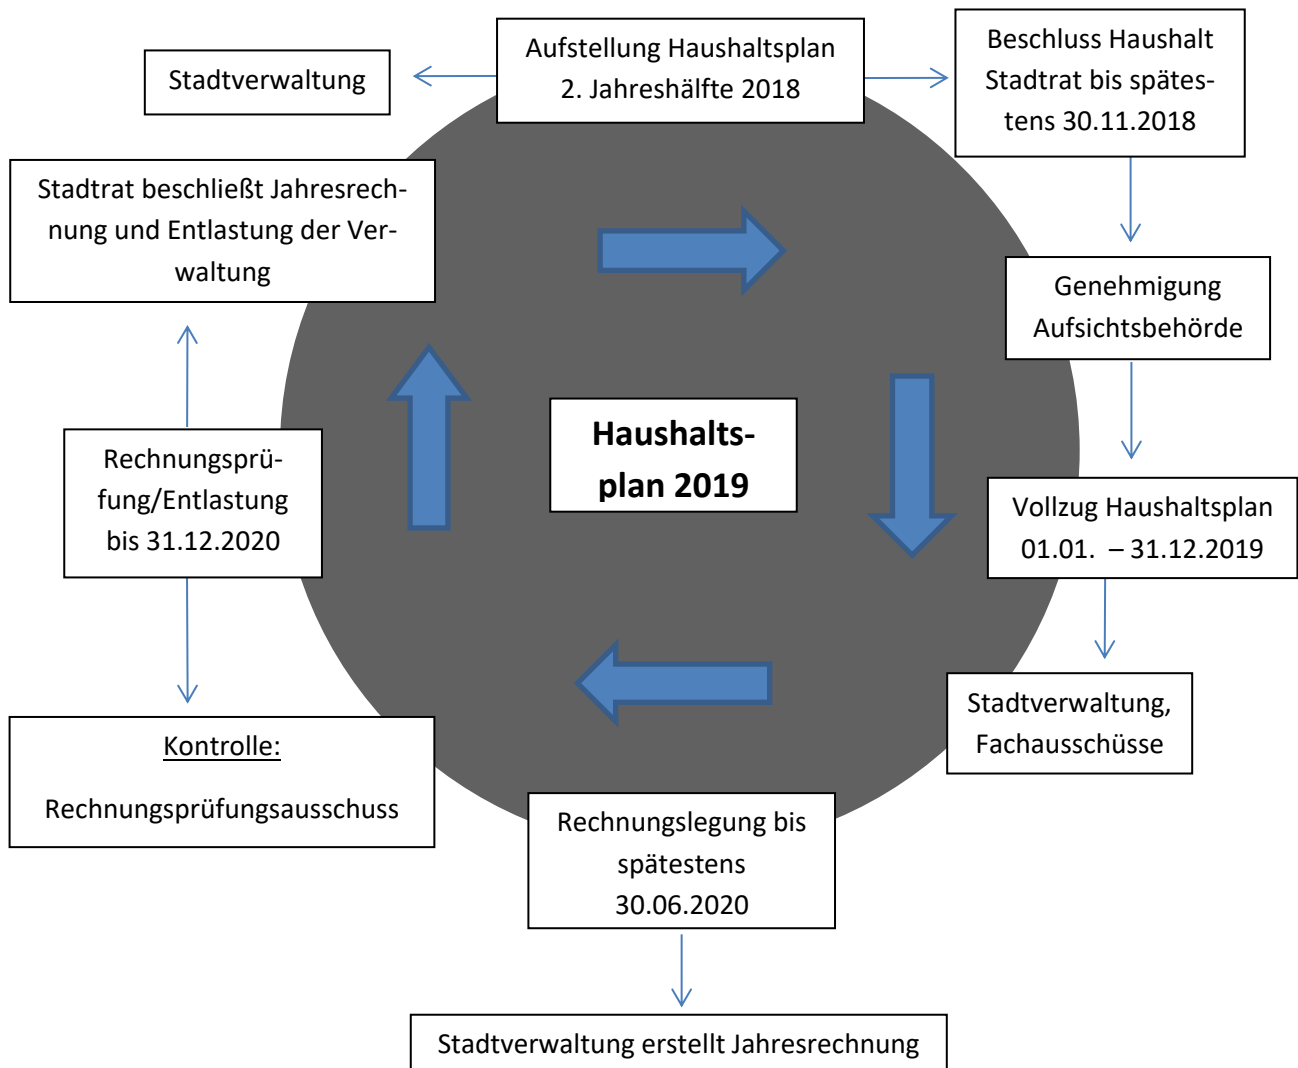 Aufstellung Haushaltsplan
2. Jahreshälfte 2018
Stadtverwaltung
Beschluss Haushalt
Stadtrat bis spätes-
tens 30.11.2018
Stadtrat beschließt Jahresrech-
nung und Entlastung der Ver-
waltung
Genehmigung
Aufsichtsbehörde
Haushalts-
plan 2019
Rechnungsprü-
fung/Entlastung
bis 31.12.2020
Vollzug Haushaltsplan
01.01. – 31.12.2019
Stadtverwaltung,
Fachausschüsse
Kontrolle:
Rechnungsprüfungsausschuss
Rechnungslegung bis
spätestens
30.06.2020
Stadtverwaltung erstellt Jahresrechnung